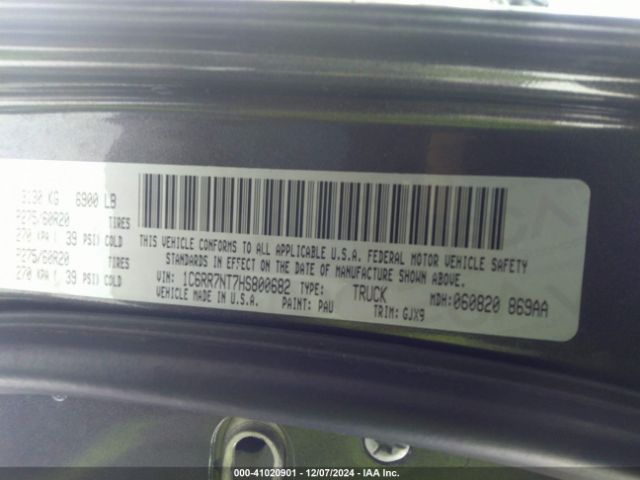 3130 KG 6900 LB
P275/60R20 TIRES
270 KPA ( 39 PSI) COLD
P275/60R20 TIRES
270 KPA ( 39 PSI) COLD
THIS VEHICLE CONFORMS TO ALL APPLICABLE U.S.A. FEDERAL MOTOR VEHICLE SAFETY
STANDARDS IN EFFECT ON THE DATE OF MANUFACTURE SHOWN ABOVE.
VIN: 1C6RR7NT7HS800682 TYPE: TRUCK MDH:060820 869AA
VEHICLE MADE IN U.S.A. PAINT: PAU TRIM: GJX9
000-41020901 - 12/07/2024 - IAA Inc.